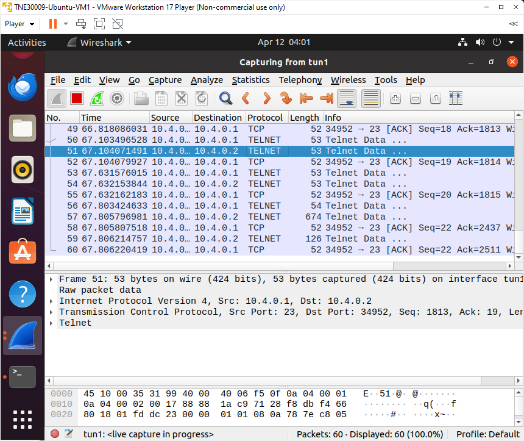 TNE30009-Ubuntu-VM1 - VMware Workstation 17 Player (Non-commercial use only)
Player
Activities Wireshark Apr 12 04:01
Capturing from tun1
File Edit View Go Capture Analyze Statistics Telephony Wireless Tools Help
No. Time Source Destination Protocol Length Info
49 66.818086031 10.4.0… 10.4.0.1 TCP 52 34952 → 23 [ACK] Seq=18 Ack=1813 Wi
50 67.103496528 10.4.0… 10.4.0.1 TELNET 53 Telnet Data ...
51 67.104071491 10.4.0… 10.4.0.2 TELNET 53 Telnet Data ...
52 67.104079927 10.4.0… 10.4.0.1 TCP 52 34952 → 23 [ACK] Seq=19 Ack=1814 Wi
53 67.631576015 10.4.0… 10.4.0.1 TELNET 53 Telnet Data ...
54 67.632153844 10.4.0… 10.4.0.2 TELNET 53 Telnet Data ...
55 67.632162183 10.4.0… 10.4.0.1 TCP 52 34952 → 23 [ACK] Seq=20 Ack=1815 Wi
56 67.803424633 10.4.0… 10.4.0.1 TELNET 54 Telnet Data ...
57 67.805796981 10.4.0… 10.4.0.2 TELNET 674 Telnet Data ...
58 67.805807518 10.4.0… 10.4.0.1 TCP 52 34952 → 23 [ACK] Seq=22 Ack=2437 Wi
59 67.806214757 10.4.0… 10.4.0.2 TELNET 126 Telnet Data ...
60 67.806220419 10.4.0… 10.4.0.1 TCP 52 34952 → 23 [ACK] Seq=22 Ack=2511 Wi
Frame 51: 53 bytes on wire (424 bits), 53 bytes captured (424 bits) on interface tun1
Raw packet data
Internet Protocol Version 4, Src: 10.4.0.1, Dst: 10.4.0.2
Transmission Control Protocol, Src Port: 23, Dst Port: 34952, Seq: 1813, Ack: 19, Len
Telnet
0000 45 10 00 35 31 99 40 00 40 06 f5 0f 0a 04 00 01 E··51·@· @·······
0010 0a 04 00 02 00 17 88 88 1a c9 71 28 f8 db f4 66 ········ ··q(···f
0020 80 18 01 fd dc 23 00 00 01 01 08 0a 78 7e c8 05 ·····#·· ····x~··
tun1: <live capture in progress> Packets: 60 · Displayed: 60 (100.0%) Profile: Default